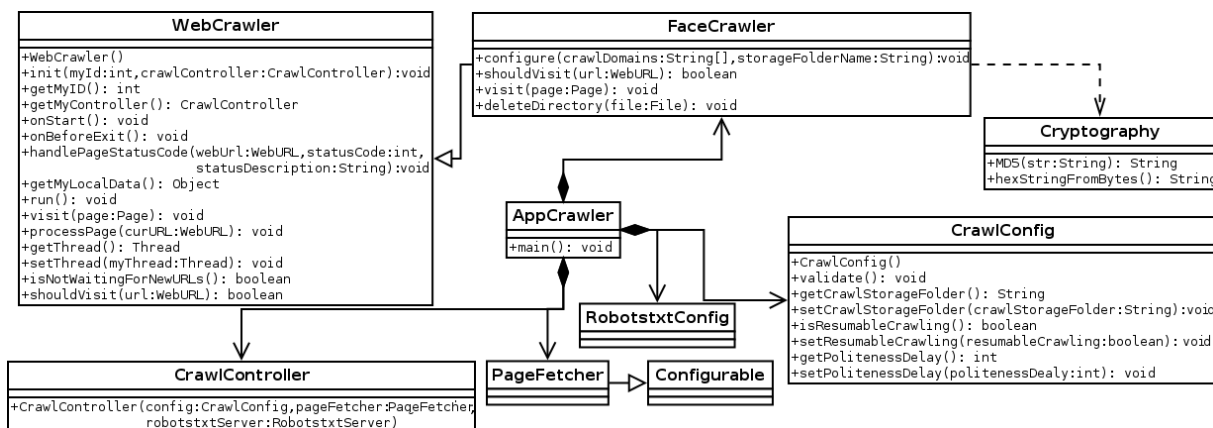 WebCrawler
+WebCrawler()
+init(myId:int,crawlController:CrawlController):void
+getMyID(): int
+getMyController(): CrawlController
+onStart(): void
+onBeforeExit(): void
+handlePageStatusCode(webUrl:WebURL,statusCode:int,
statusDescription:String):void
+getMyLocalData(): Object
+run(): void
+visit(page:Page): void
+processPage(curURL:WebURL): void
+getThread(): Thread
+setThread(myThread:Thread): void
+isNotWaitingForNewURLs(): boolean
+shouldVisit(url:WebURL): boolean
FaceCrawler
+configure(crawlDomains:String[],storageFolderName:String):void
+shouldVisit(url:WebURL): boolean
+visit(page:Page): void
+deleteDirectory(file:File): void
Cryptography
+MD5(str:String): String
+hexStringFromBytes(): String
AppCrawler
+main(): void
CrawlConfig
+CrawlConfig()
+validate(): void
+getCrawlStorageFolder(): String
+setCrawlStorageFolder(crawlStorageFolder:String):void
+isResumableCrawling(): boolean
+setResumableCrawling(resumableCrawling:boolean):void
+getPolitenessDelay(): int
+setPolitenessDelay(politenessDealy:int): void
RobotstxtConfig
CrawlController
+CrawlController(config:CrawlConfig,pageFetcher:PageFetcher,
robotstxtServer:RobotstxtServer)
PageFetcher
Configurable